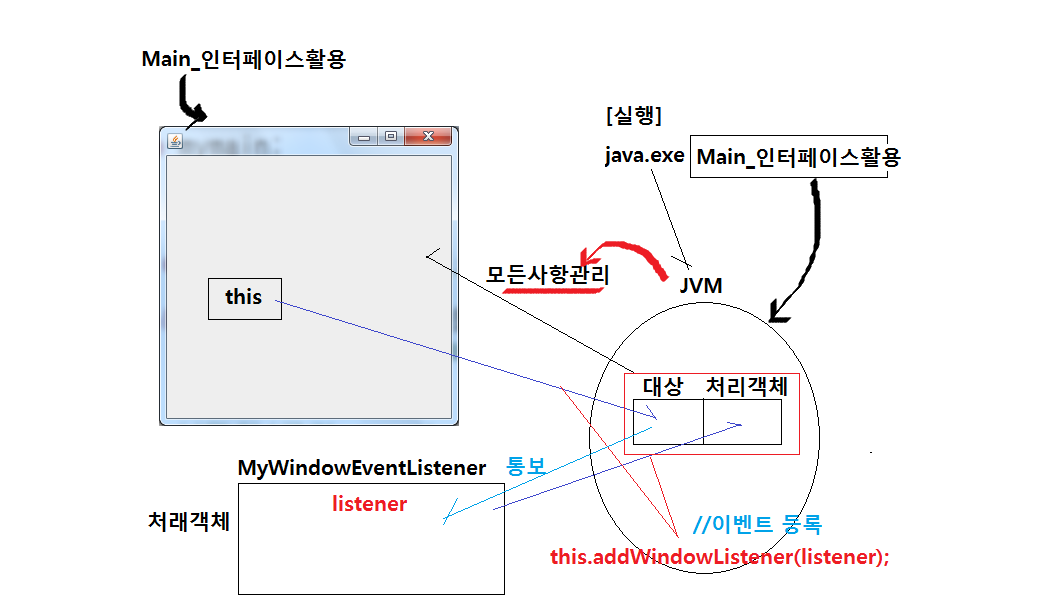 Main_인터페이스활용
[실행]
java.exe Main_인터페이스활용
모든사항관리
JVM
this
대상 처리객체
MyWindowEventListener 통보
listener
처래객체
//이벤트 등록
this.addWindowListener(listener);